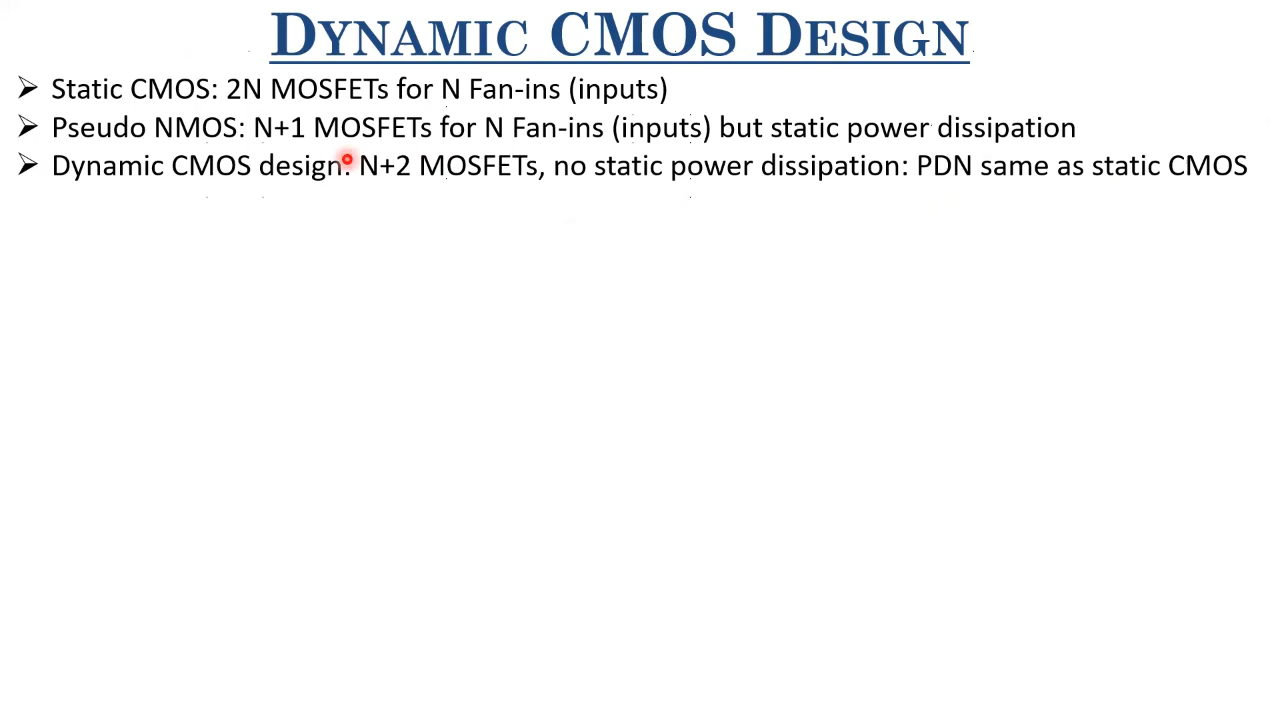 DYNAMIC CMOS DESIGN
➢ Static CMOS: 2N MOSFETs for N Fan-ins (inputs)
➢ Pseudo NMOS: N+1 MOSFETs for N Fan-ins (inputs) but static power dissipation
➢ Dynamic CMOS design: N+2 MOSFETs, no static power dissipation: PDN same as static CMOS